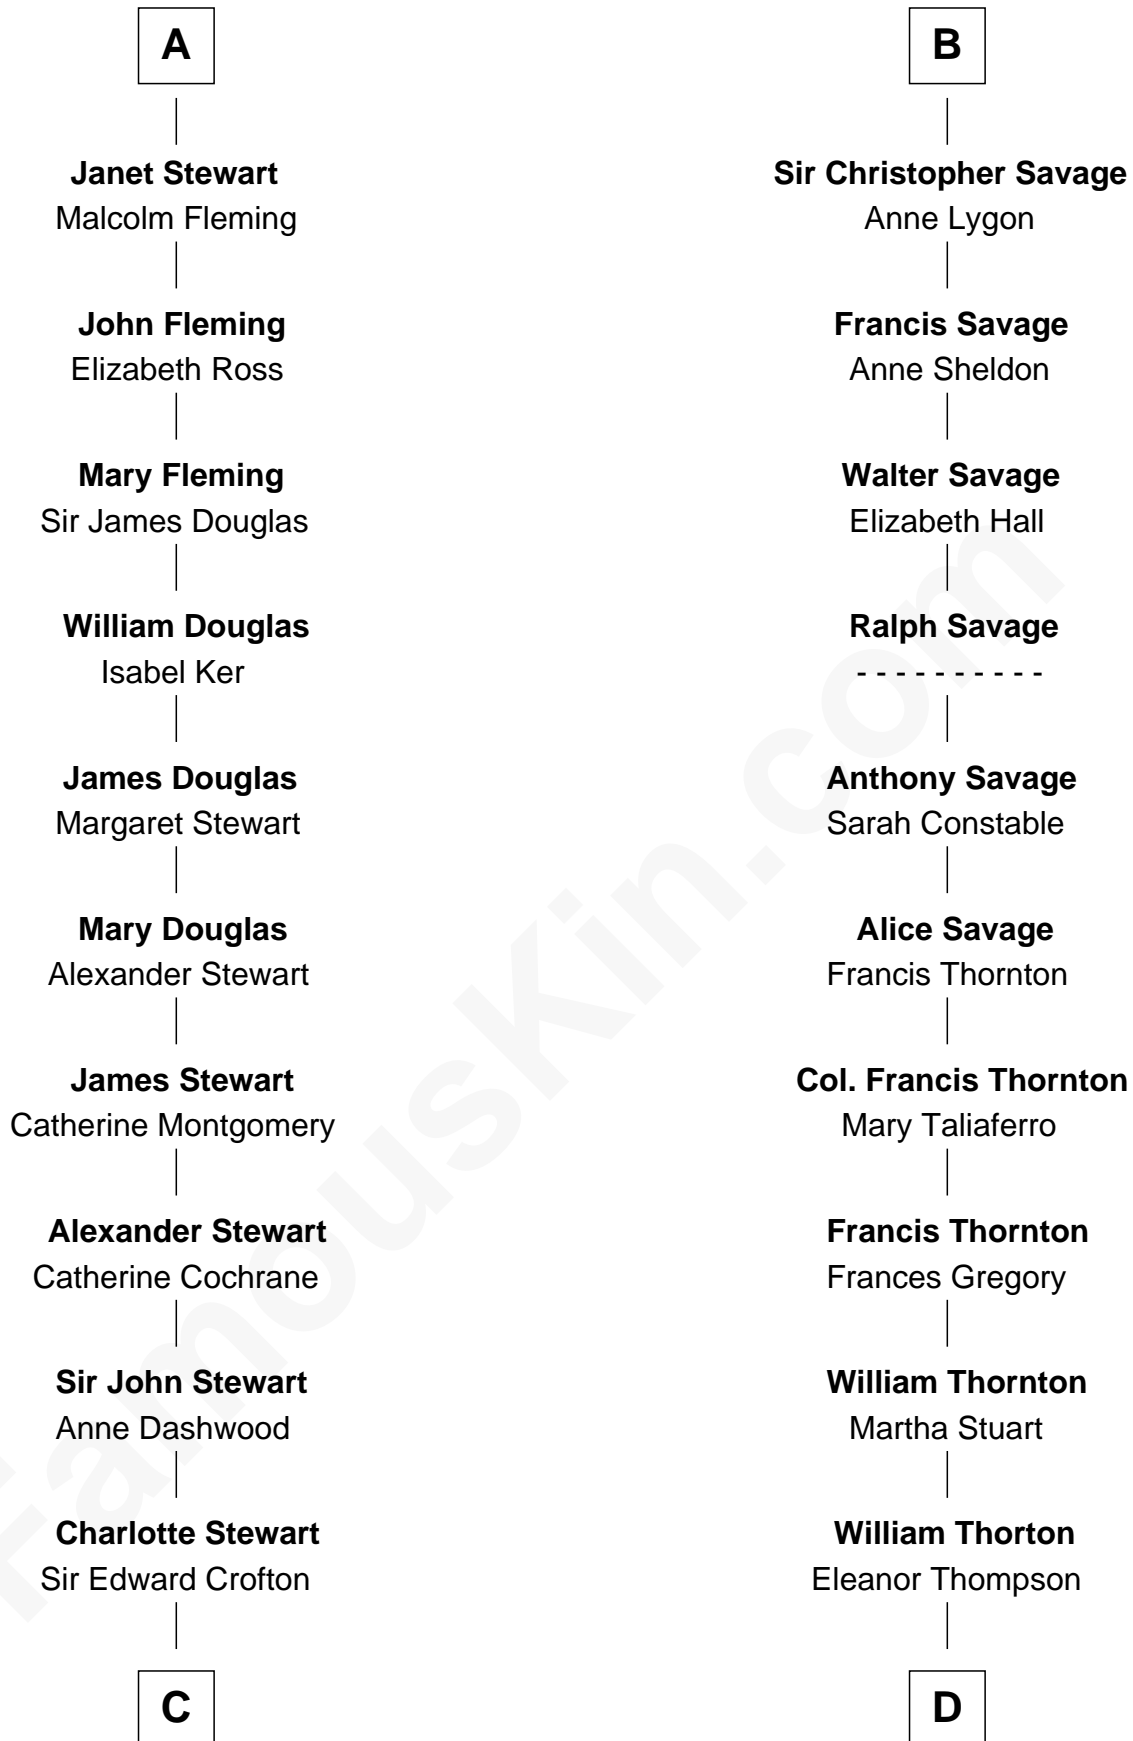 A
Janet Stewart
Malcolm Fleming
John Fleming
Elizabeth Ross
Mary Fleming
Sir James Douglas
William Douglas
Isabel Ker
James Douglas
Margaret Stewart
Mary Douglas
Alexander Stewart
James Stewart
Catherine Montgomery
Alexander Stewart
Catherine Cochrane
Sir John Stewart
Anne Dashwood
Charlotte Stewart
Sir Edward Crofton
C
B
Sir Christopher Savage
Anne Lygon
Francis Savage
Anne Sheldon
Walter Savage
Elizabeth Hall
Ralph Savage
- - - - - - - - - -
Anthony Savage
Sarah Constable
Alice Savage
Francis Thornton
Col. Francis Thornton
Mary Taliaferro
Francis Thornton
Frances Gregory
William Thornton
Martha Stuart
William Thorton
Eleanor Thompson
D
FamousKin.com